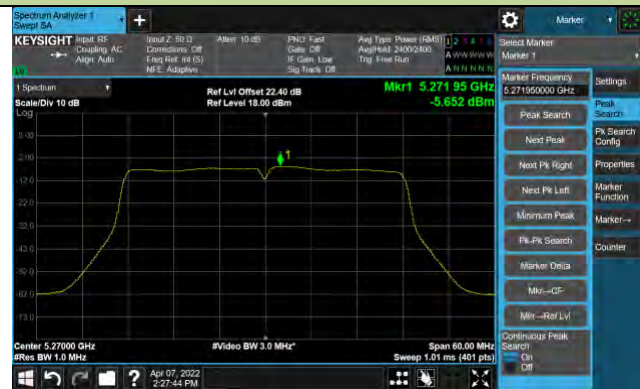 Spectrum Analyzer 1
Swept SA
Marker
KEYSIGHT Input: RF
Coupling: AC
Align: Auto
Input Z: 50 Ω
Corrections: Off
Freq Ref: Int (S)
NFE: Adaptive
Atten: 10 dB
PNO: Fast
Gate: Off
IF Gain: Low
Sig Track: Off
Avg Type: Power (RMS)
Avg|Hold: 2400/2400
Trig: Free Run
A W W W W W
A N N N N N
Select Marker
Marker 1
1 Spectrum
Scale/Div 10 dB
Log
Ref Lvl Offset 22.40 dB
Ref Level 18.00 dBm
Mkr1 5.271 95 GHz
-5.652 dBm
Marker Frequency
5.271950000 GHz
Settings
Peak Search
Next Peak
Next Pk Right
Next Pk Left
Minimum Peak
Pk-Pk Search
Marker Delta
Mkr→CF
Mkr→Ref Lvl
Continuous Peak
Search
On
Off
Peak
Search
Pk Search
Config
Properties
Marker
Function
Marker→
Counter
1
Center 5.27000 GHz
#Res BW 1.0 MHz
#Video BW 3.0 MHz*
Span 60.00 MHz
Sweep 1.01 ms (401 pts)
Apr 07, 2022
2:27:44 PM